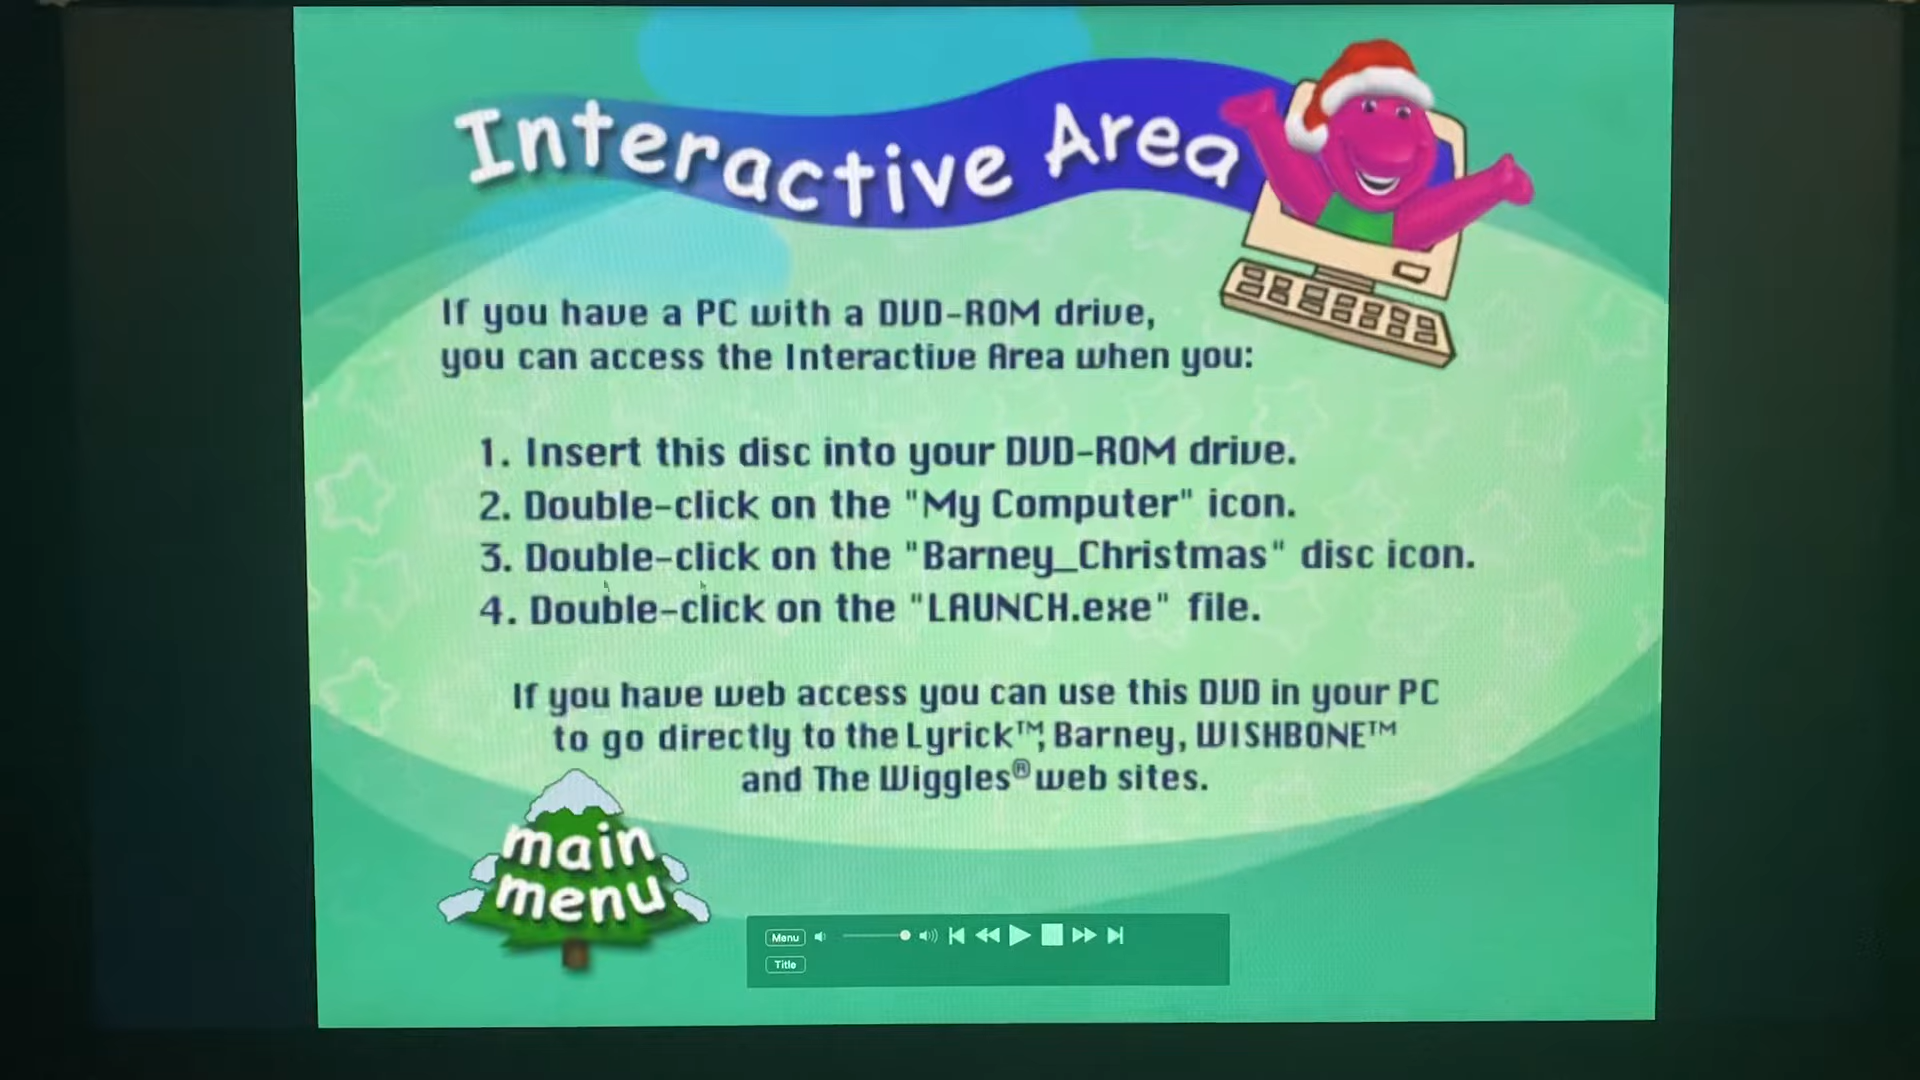 Interactive Area
If you have a PC with a DVD-ROM drive,
you can access the Interactive Area when you:
1. Insert this disc into your DVD-ROM drive.
2. Double-click on the "My Computer" icon.
3. Double-click on the "Barney_Christmas" disc icon.
4. Double-click on the "LAUNCH.exe" file.
If you have web access you can use this DVD in your PC
to go directly to the Lyrick™, Barney, WISHBONE™
and The Wiggles® web sites.
main
menu
Menu
Title